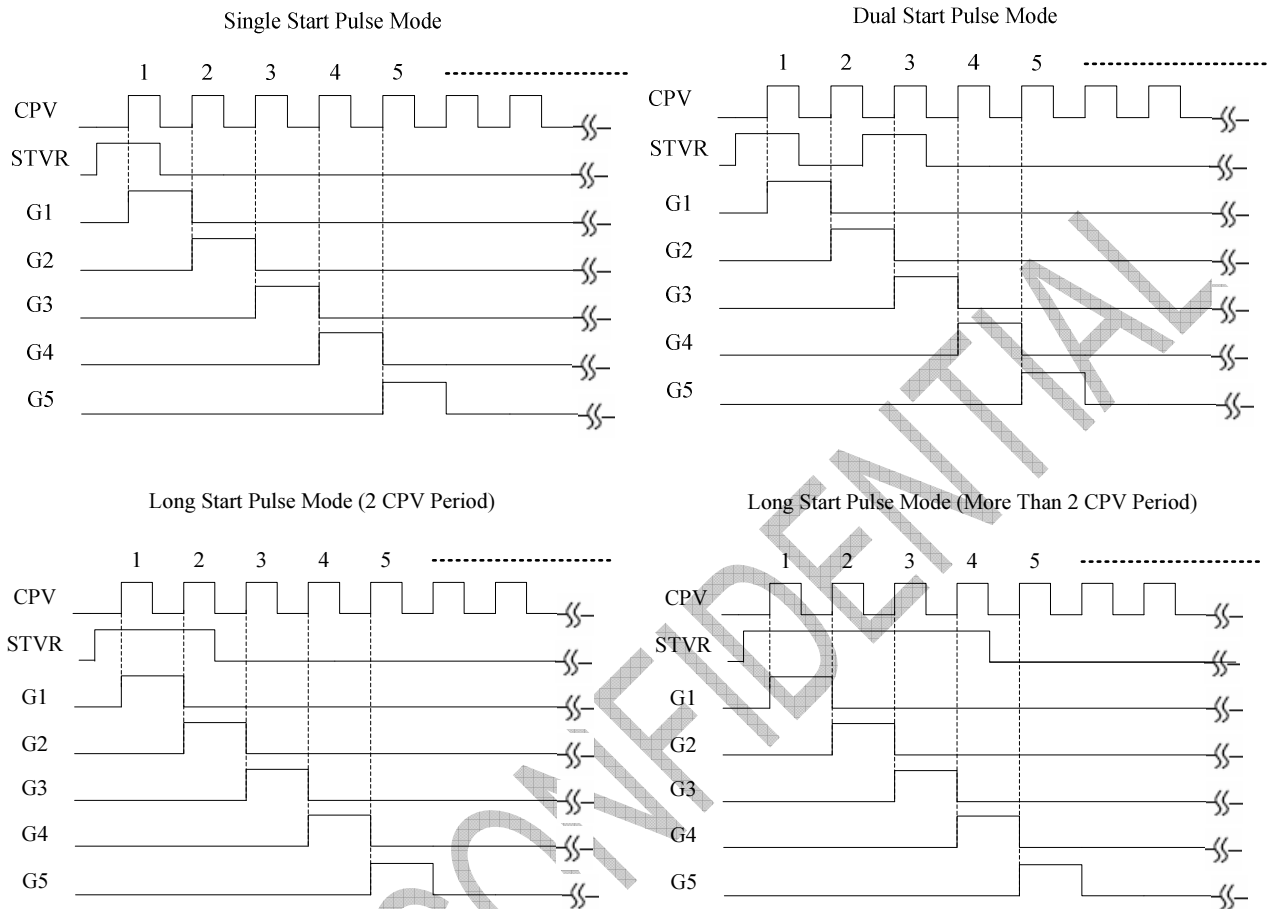 Single Start Pulse Mode
1 2 3 4 5
CPV
STVR
G1
G2
G3
G4
G5
Dual Start Pulse Mode
1 2 3 4 5
CPV
STVR
G1
G2
G3
G4
G5
Long Start Pulse Mode (2 CPV Period)
1 2 3 4 5
CPV
STVR
G1
G2
G3
G4
G5
Long Start Pulse Mode (More Than 2 CPV Period)
1 2 3 4 5
CPV
STVR
G1
G2
G3
G4
G5
CONFIDENTIAL